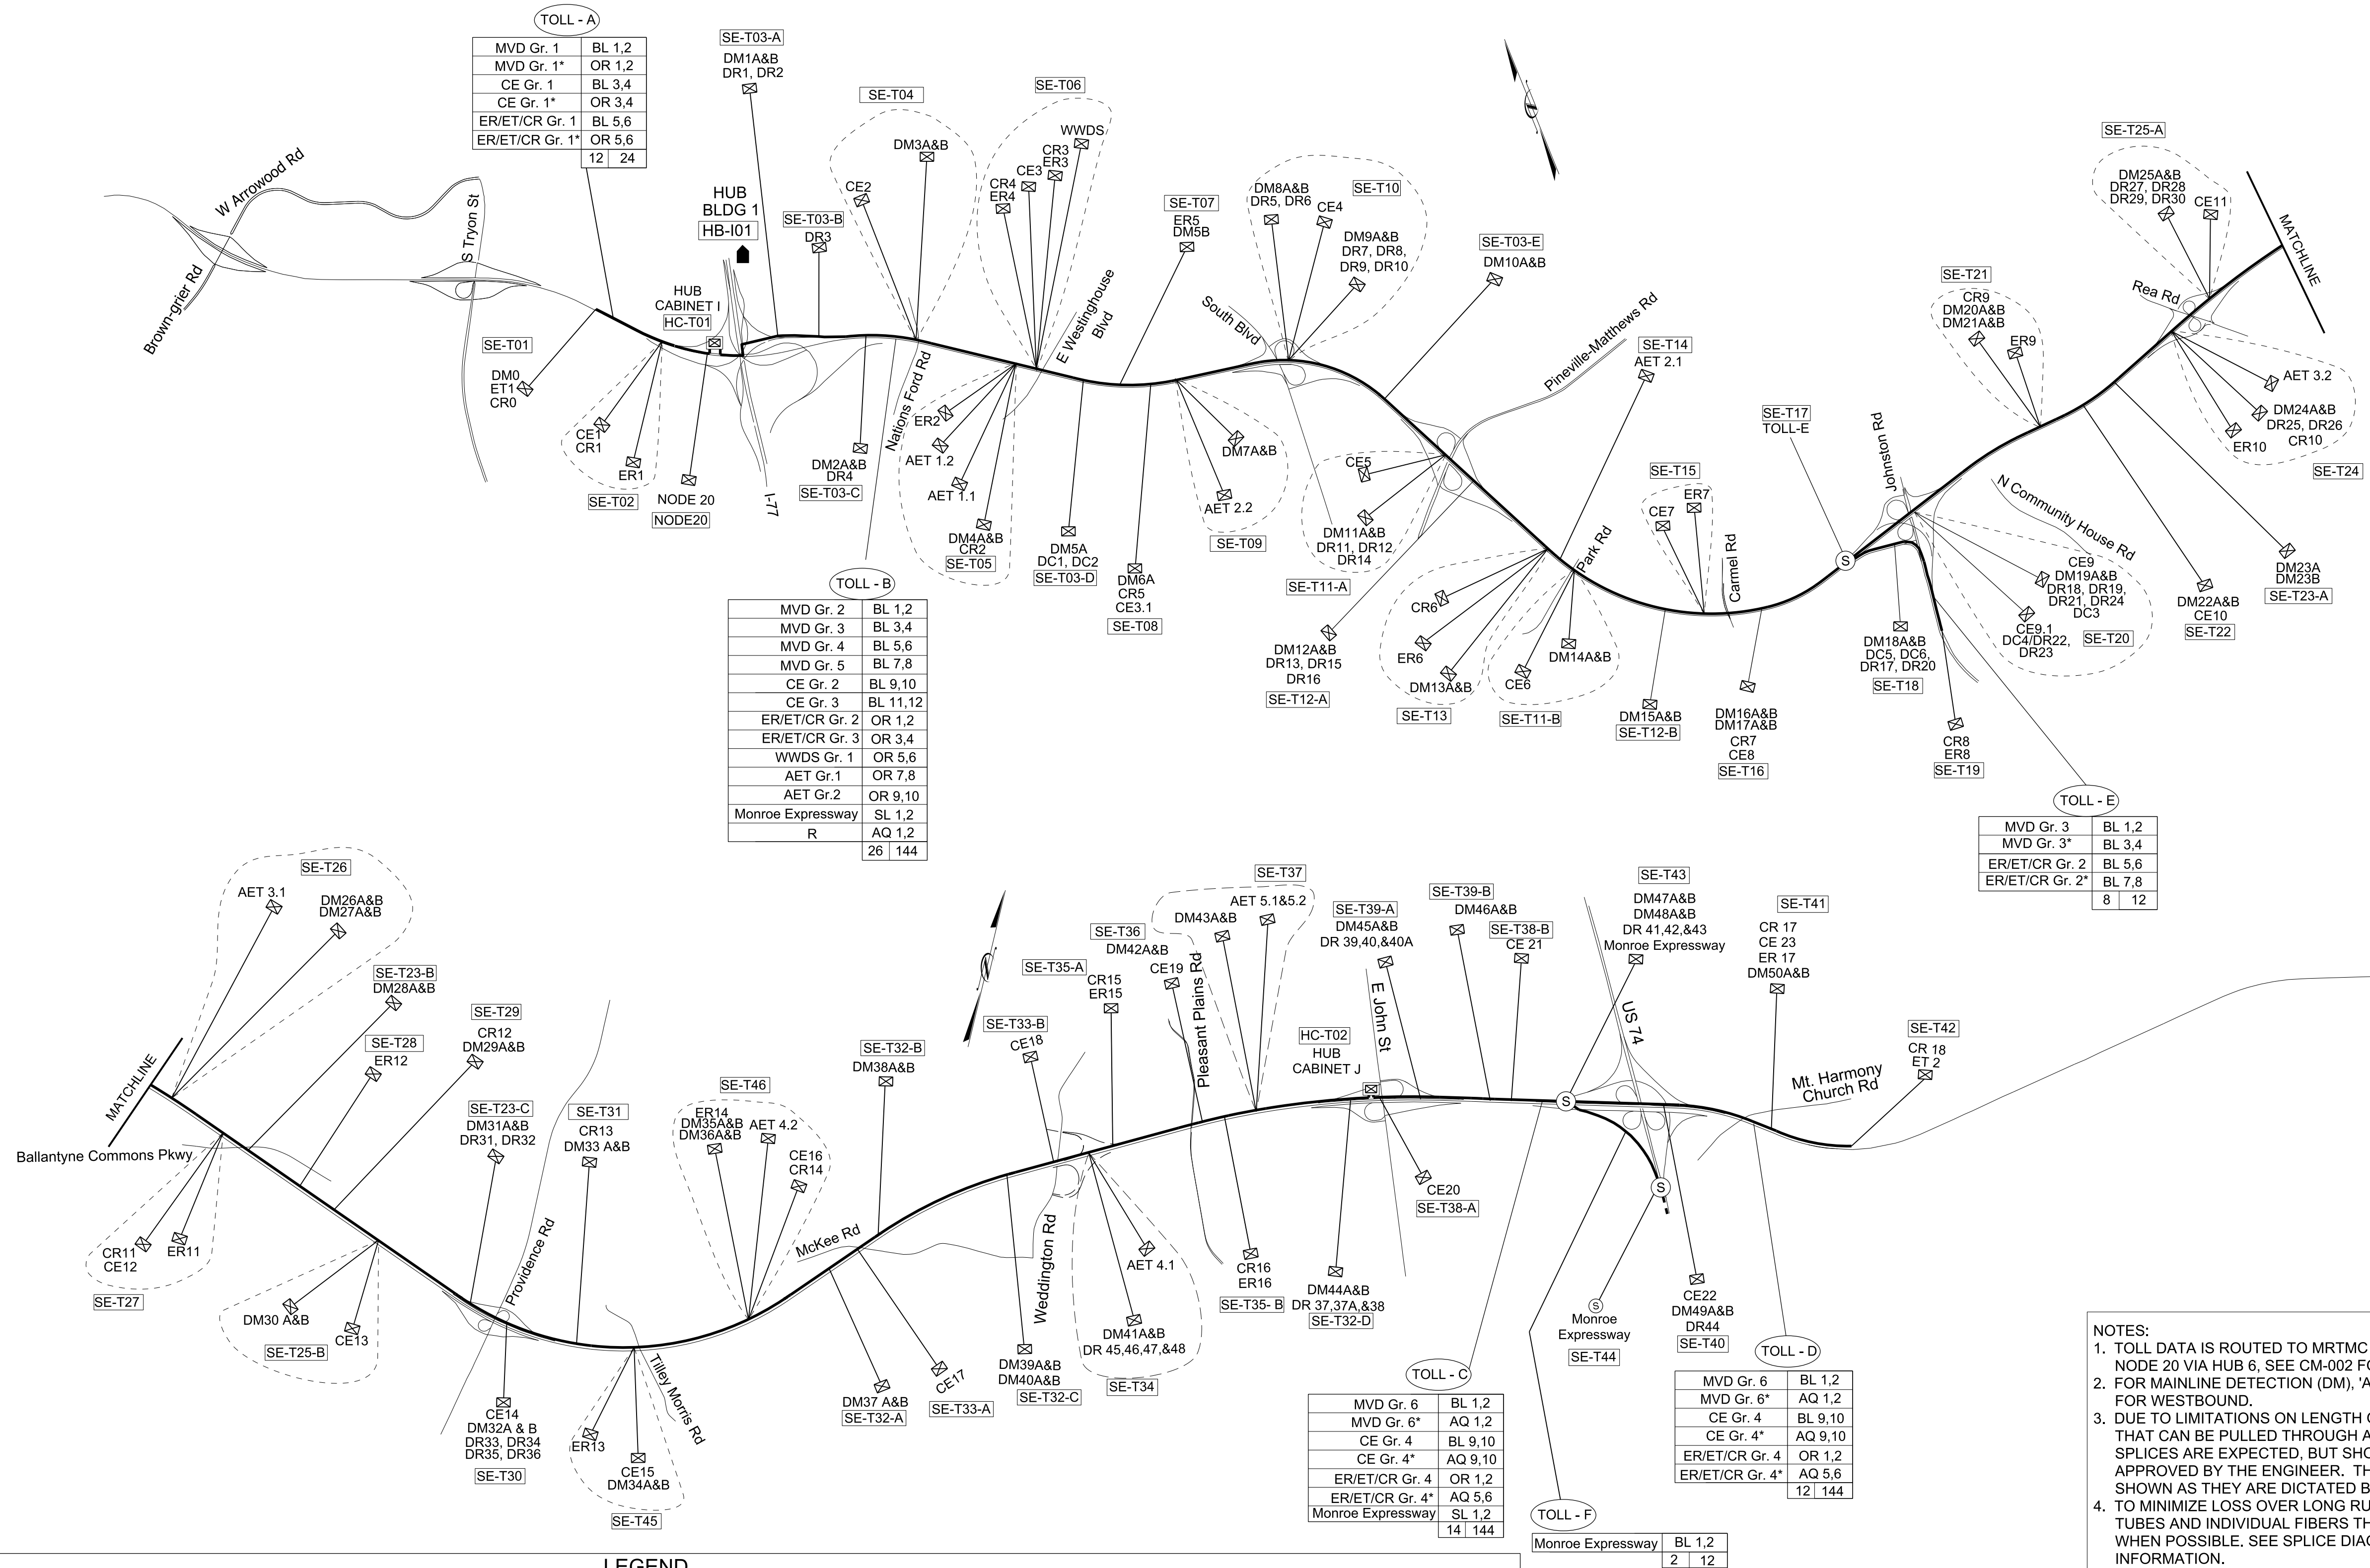 TOLL - A
MVD Gr. 1 BL 1,2
MVD Gr. 1* OR 1,2
CE Gr. 1 BL 3,4
CE Gr. 1* OR 3,4
ER/ET/CR Gr. 1 BL 5,6
ER/ET/CR Gr. 1* OR 5,6
12 24
SE-T03-A
DM1A&B
DR1, DR2
SE-T04
DM3A&B
CE2
SE-T06
WWDS
CR3
ER3
CE3
CR4
ER4
W Arrowood Rd
Brown-grier Rd
S Tryon St
HUB
BLDG 1
HB-I01
SE-T03-B
DR3
HUB
CABINET I
HC-T01
SE-T01
DM0
ET1
CR0
CE1
CR1
ER1
SE-T02
NODE 20
NODE20
I-77
DM2A&B
DR4
SE-T03-C
Nations Ford Rd
ER2
AET 1.2
AET 1.1
DM4A&B
CR2
SE-T05
E Westinghouse
Blvd
DM5A
DC1, DC2
SE-T03-D
SE-T07
ER5
DM5B
DM6A
CR5
CE3.1
SE-T08
DM7A&B
AET 2.2
SE-T09
South Blvd
DM8A&B
DR5, DR6
CE4
SE-T10
DM9A&B
DR7, DR8,
DR9, DR10
SE-T03-E
DM10A&B
Pineville-Matthews Rd
CE5
DM11A&B
DR11, DR12,
DR14
SE-T11-A
DM12A&B
DR13, DR15
DR16
SE-T12-A
SE-T14
AET 2.1
CR6
ER6
DM13A&B
SE-T13
Park Rd
DM14A&B
CE6
SE-T11-B
SE-T15
ER7
CE7
Carmel Rd
DM15A&B
SE-T12-B
DM16A&B
DM17A&B
CR7
CE8
SE-T16
SE-T17
TOLL-E
S
Johnston Rd
DM18A&B
DC5, DC6,
DR17, DR20
SE-T18
CR8
ER8
SE-T19
N Community House Rd
CE9
DM19A&B
DR18, DR19,
DR21, DR24
DC3
CE9.1
DC4/DR22,
DR23
SE-T20
SE-T21
CR9
DM20A&B
DM21A&B
ER9
DM22A&B
CE10
SE-T22
DM23A
DM23B
SE-T23-A
SE-T25-A
DM25A&B
DR27, DR28
DR29, DR30
CE11
Rea Rd
MATCHLINE
AET 3.2
DM24A&B
DR25, DR26
CR10
ER10
SE-T24
TOLL - B
MVD Gr. 2 BL 1,2
MVD Gr. 3 BL 3,4
MVD Gr. 4 BL 5,6
MVD Gr. 5 BL 7,8
CE Gr. 2 BL 9,10
CE Gr. 3 BL 11,12
ER/ET/CR Gr. 2 OR 1,2
ER/ET/CR Gr. 3 OR 3,4
WWDS Gr. 1 OR 5,6
AET Gr.1 OR 7,8
AET Gr.2 OR 9,10
Monroe Expressway SL 1,2
R AQ 1,2
26 144
TOLL - E
MVD Gr. 3 BL 1,2
MVD Gr. 3* BL 3,4
ER/ET/CR Gr. 2 BL 5,6
ER/ET/CR Gr. 2* BL 7,8
8 12
SE-T26
AET 3.1
DM26A&B
DM27A&B
MATCHLINE
Ballantyne Commons Pkwy
CR11
CE12
ER11
SE-T27
SE-T23-B
DM28A&B
SE-T28
ER12
SE-T29
CR12
DM29A&B
DM30 A&B
CE13
SE-T25-B
SE-T23-C
DM31A&B
DR31, DR32
Providence Rd
CE14
DM32A & B
DR33, DR34
DR35, DR36
SE-T30
SE-T31
CR13
DM33 A&B
Tilley Morris Rd
ER13
CE15
DM34A&B
SE-T45
SE-T46
ER14
DM35A&B
DM36A&B
AET 4.2
CE16
CR14
McKee Rd
DM37 A&B
SE-T32-A
CE17
SE-T33-A
SE-T32-B
DM38A&B
DM39A&B
DM40A&B
SE-T32-C
SE-T33-B
CE18
Weddington Rd
AET 4.1
DM41A&B
DR 45,46,47,&48
SE-T34
SE-T35-A
CR15
ER15
SE-T36
DM42A&B
CE19
Pleasant Plains Rd
CR16
ER16
SE-T35- B
SE-T37
AET 5.1&5.2
DM43A&B
HC-T02
HUB
CABINET J
E John St
DM44A&B
DR 37,37A,&38
SE-T32-D
SE-T39-A
DM45A&B
DR 39,40,&40A
CE20
SE-T38-A
SE-T39-B
DM46A&B
SE-T38-B
CE 21
SE-T43
DM47A&B
DM48A&B
DR 41,42,&43
Monroe Expressway
S
US 74
S
S
Monroe
Expressway
SE-T44
CE22
DM49A&B
DR44
SE-T40
SE-T41
CR 17
CE 23
ER 17
DM50A&B
Mt. Harmony
Church Rd
SE-T42
CR 18
ET 2
TOLL - C
MVD Gr. 6 BL 1,2
MVD Gr. 6* AQ 1,2
CE Gr. 4 BL 9,10
CE Gr. 4* AQ 9,10
ER/ET/CR Gr. 4 OR 1,2
ER/ET/CR Gr. 4* AQ 5,6
Monroe Expressway SL 1,2
14 144
TOLL - D
MVD Gr. 6 BL 1,2
MVD Gr. 6* AQ 1,2
CE Gr. 4 BL 9,10
CE Gr. 4* AQ 9,10
ER/ET/CR Gr. 4 OR 1,2
ER/ET/CR Gr. 4* AQ 5,6
12 144
TOLL - F
Monroe Expressway BL 1,2
2 12
NOTES:
1. TOLL DATA IS ROUTED TO MRTMC
NODE 20 VIA HUB 6, SEE CM-002
2. FOR MAINLINE DETECTION (DM),
FOR WESTBOUND.
3. DUE TO LIMITATIONS ON LENGTH
THAT CAN BE PULLED THROUGH
SPLICES ARE EXPECTED, BUT
APPROVED BY THE ENGINEER.
SHOWN AS THEY ARE DICTATED
4. TO MINIMIZE LOSS OVER LONG
TUBES AND INDIVIDUAL FIBERS
WHEN POSSIBLE. SEE SPLICE
INFORMATION.
LEGEND